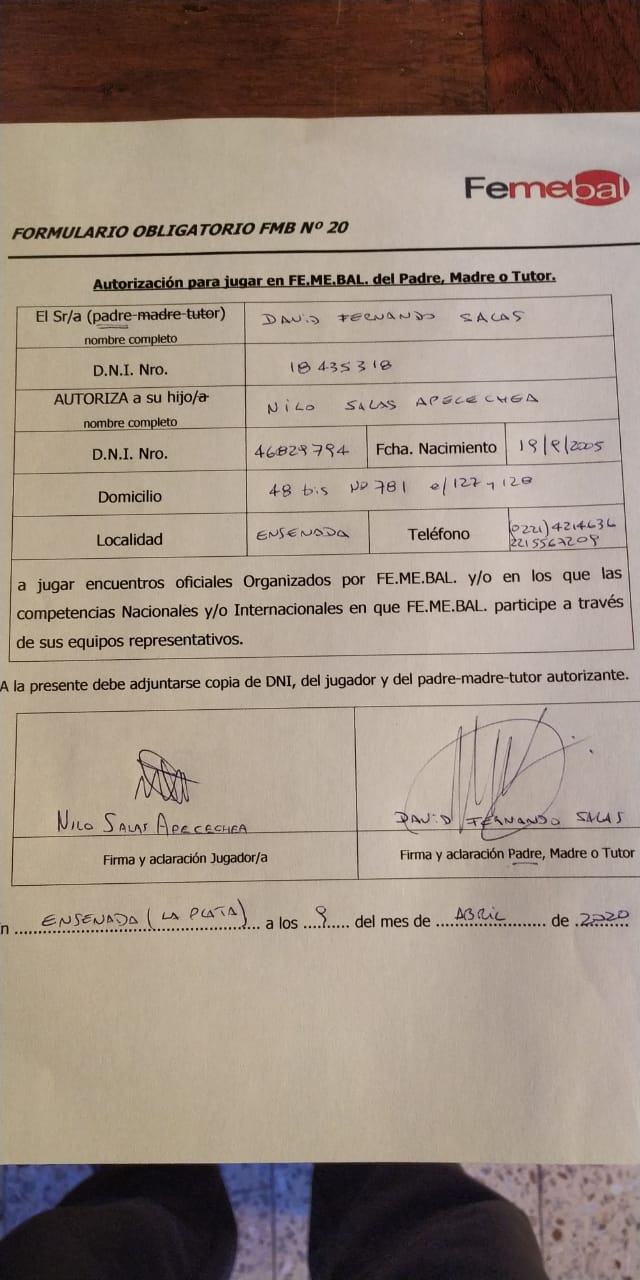 Femebal
FORMULARIO OBLIGATORIO FMB Nº 20
Autorización para jugar en FE.ME.BAL. del Padre, Madre o Tutor.
El Sr/a (padre-madre-tutor) DAVID FERNANDO SALAS
nombre completo
D.N.I. Nro. 18435318
AUTORIZA a su hijo/a NILO SALAS APECECHEA
nombre completo
D.N.I. Nro. 46829794 Fcha. Nacimiento 19/9/2005
Domicilio 48 bis Nº 781 e/127 y 128
Localidad ENSENADA Teléfono (0221)4214636
2215567209
a jugar encuentros oficiales Organizados por FE.ME.BAL. y/o en los que las
competencias Nacionales y/o Internacionales en que FE.ME.BAL. participe a través
de sus equipos representativos.
A la presente debe adjuntarse copia de DNI, del jugador y del padre-madre-tutor autorizante.
NILO SALAS APECECHEA DAVID FERNANDO SALAS
Firma y aclaración Jugador/a Firma y aclaración Padre, Madre o Tutor
n ENSENADA (LA PLATA) a los 9 del mes de ABRIL de 2020